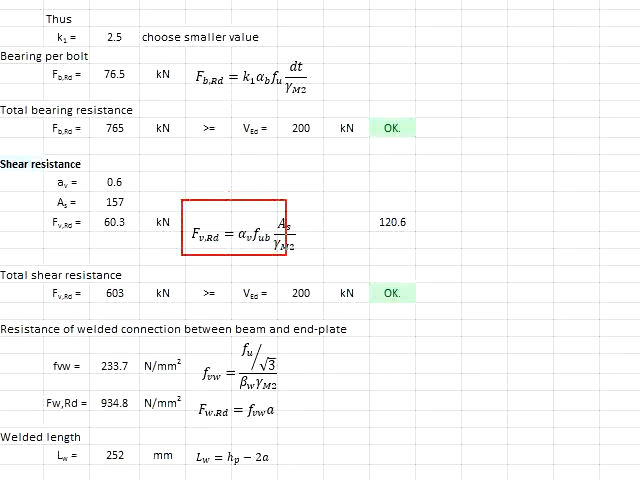 Thus
k₁ = 2.5 choose smaller value
Bearing per bolt
F_b,Rd = 76.5 kN F_b,Rd = k₁α_b f_u dt/γ_M2
Total bearing resistance
F_b,Rd = 765 kN >= V_Ed = 200 kN OK.
Shear resistance
a_v = 0.6
A_s = 157
F_v,Rd = 60.3 kN F_v,Rd = α_v f_ub A_s/γ_M2 120.6
Total shear resistance
F_v,Rd = 603 kN >= V_Ed = 200 kN OK.
Resistance of welded connection between beam and end-plate
fvw = 233.7 N/mm² f_vw = (f_u/√3)/(β_w γ_M2)
Fw,Rd = 934.8 N/mm² F_w.Rd = f_vw a
Welded length
L_w = 252 mm L_w = h_p − 2a